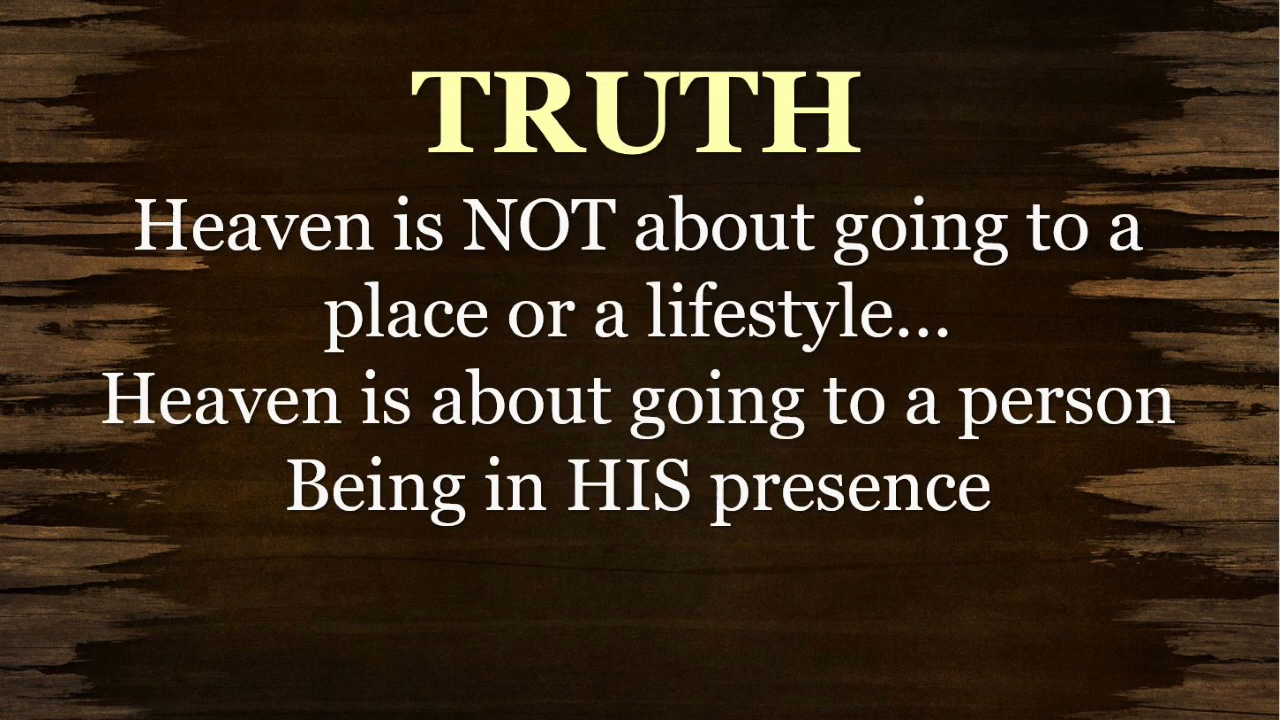 TRUTH
Heaven is NOT about going to a
place or a lifestyle...
Heaven is about going to a person
Being in HIS presence